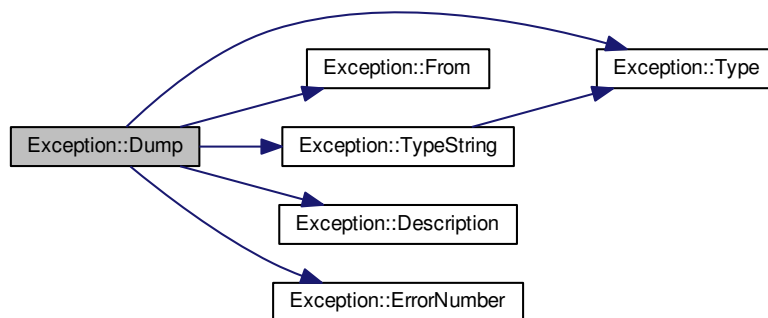 Exception::Dump
Exception::From
Exception::TypeString
Exception::Description
Exception::ErrorNumber
Exception::Type